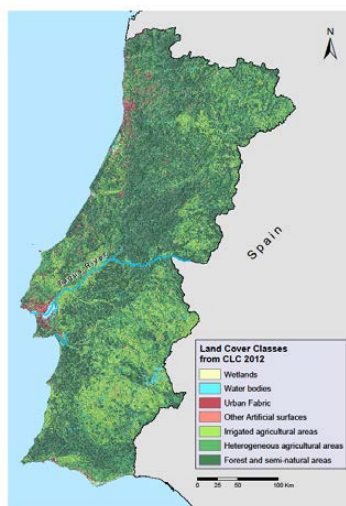 N
Tagus River
Spain
Land Cover Classes
from CLC 2012
Wetlands
Water bodies
Urban Fabric
Other Artificial surfaces
Irrigated agricultural areas
Heterogeneous agricultural areas
Forest and semi-natural areas
0 25 50 100 Km